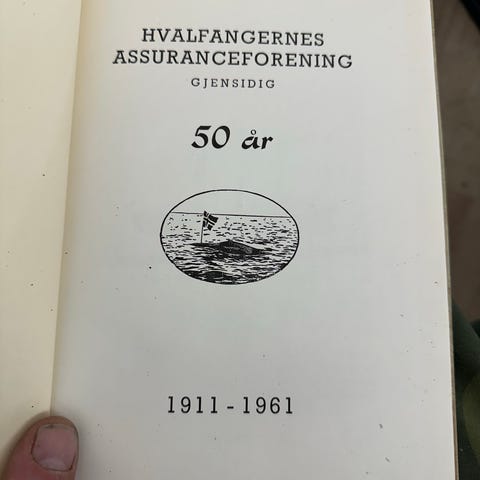 HVALFANGERNES
ASSURANCEFORENING
GJENSIDIG
50 år
1911 - 1961